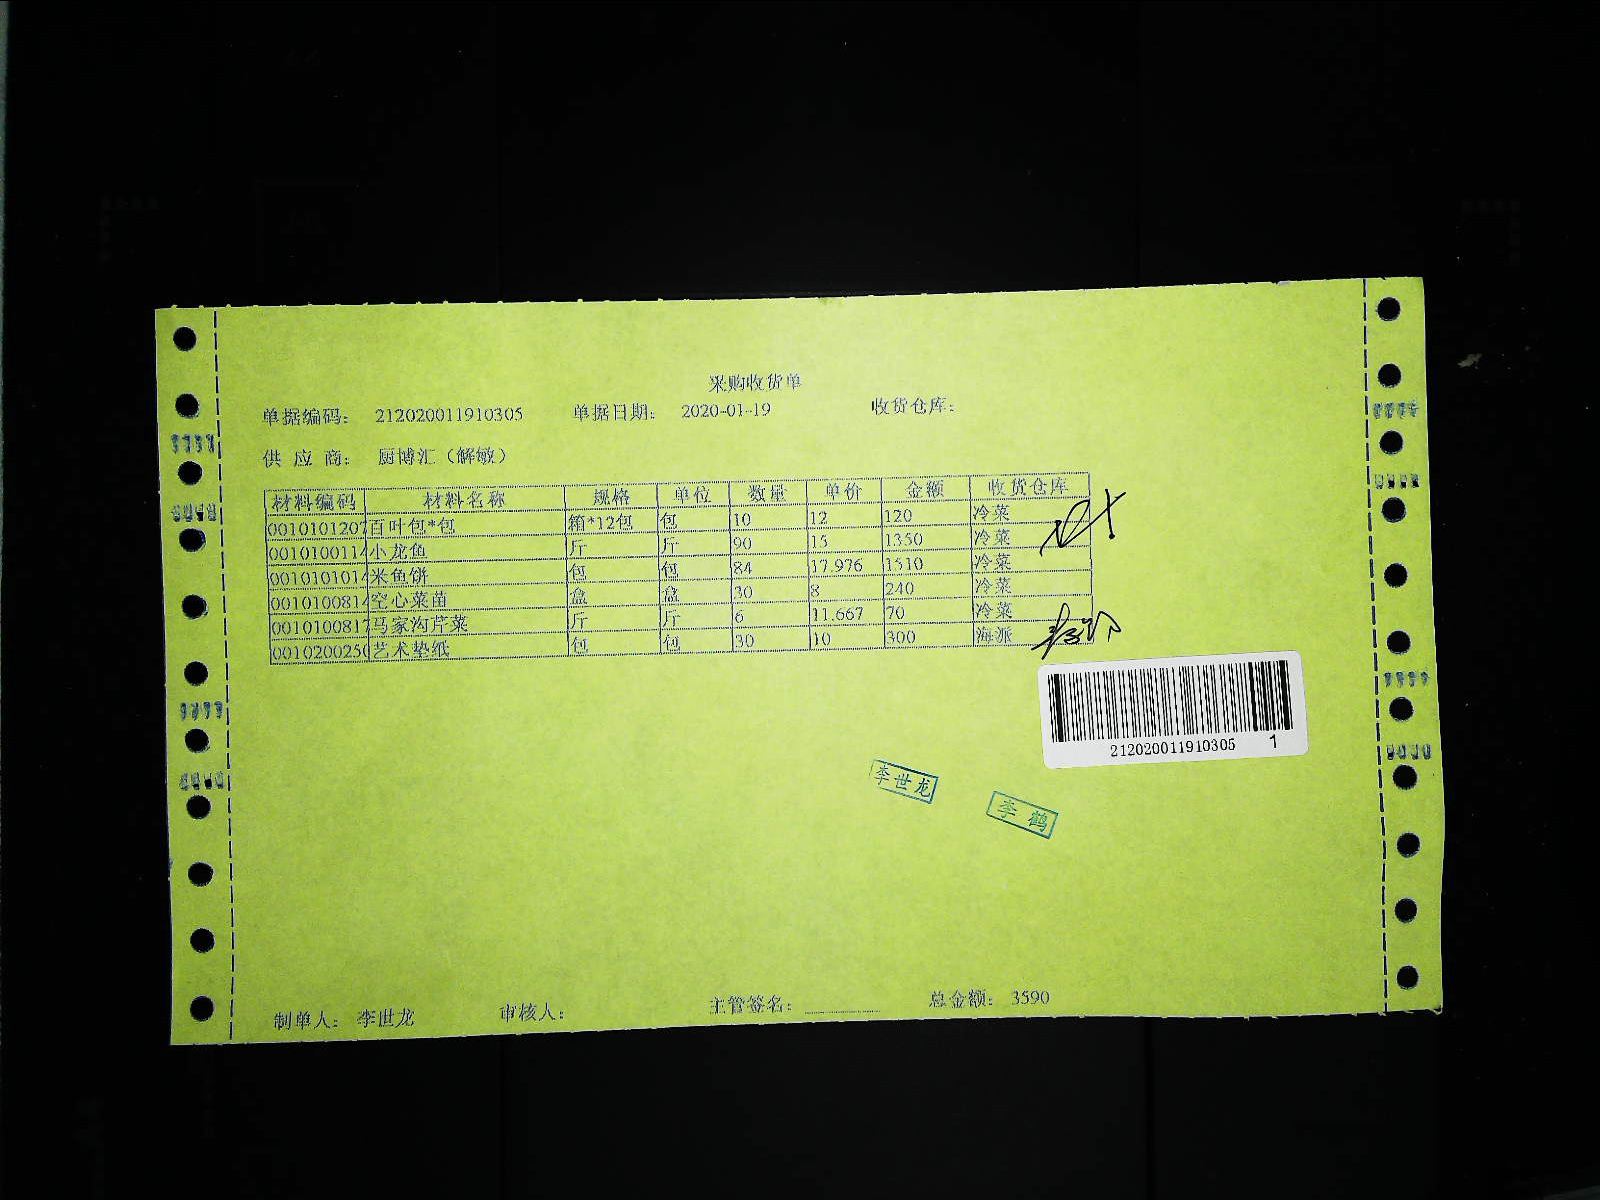 采购收货单
单据编码： 212020011910305 单据日期： 2020-01-19 收货仓库：
供 应 商： 厨博汇（解敏）
材料编码 材料名称 规格 单位 数量 单价 金额 收货仓库
0010101207 百叶包*包 箱*12包 包 10 12 120 冷菜
0010100114 小龙鱼 斤 斤 90 15 1350 冷菜
0010101014 米鱼饼 包 包 84 17.976 1510 冷菜
0010100814 空心菜苗 盒 盒 30 8 240 冷菜
0010100817 马家沟芹菜 斤 斤 6 11.667 70 冷菜
0010200250 艺术垫纸 包 包 30 10 300 海派
212020011910305 1
李世龙
李鹤
制单人： 李世龙 审核人： 主管签名： 总金额： 3590